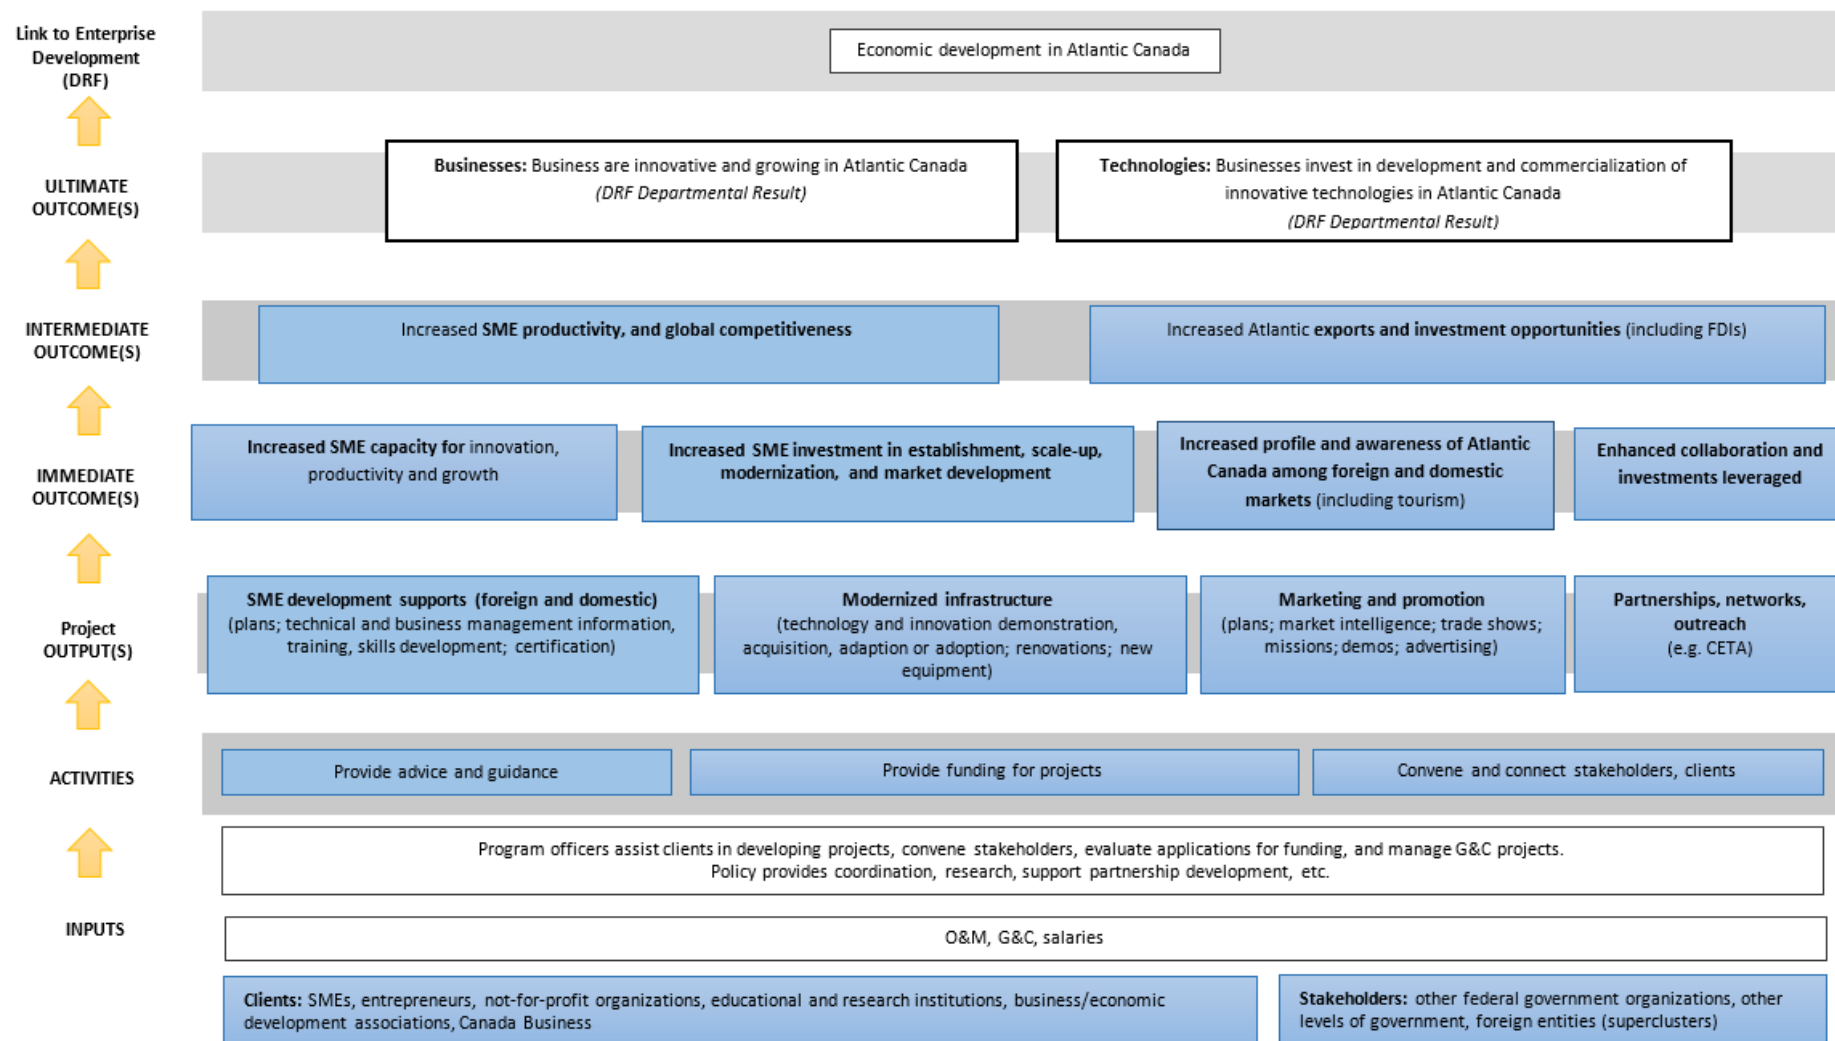 Link to Enterprise
Development
(DRF)
Economic development in Atlantic Canada
ULTIMATE
OUTCOME(S)
Businesses: Business are innovative and growing in Atlantic Canada
(DRF Departmental Result)
Technologies: Businesses invest in development and commercialization of
innovative technologies in Atlantic Canada
(DRF Departmental Result)
INTERMEDIATE
OUTCOME(S)
Increased SME productivity, and global competitiveness
Increased Atlantic exports and investment opportunities (including FDIs)
IMMEDIATE
OUTCOME(S)
Increased SME capacity for innovation,
productivity and growth
Increased SME investment in establishment, scale-up,
modernization, and market development
Increased profile and awareness of Atlantic
Canada among foreign and domestic
markets (including tourism)
Enhanced collaboration and
investments leveraged
Project
OUTPUT(S)
SME development supports (foreign and domestic)
(plans; technical and business management information,
training, skills development; certification)
Modernized infrastructure
(technology and innovation demonstration,
acquisition, adaption or adoption; renovations; new
equipment)
Marketing and promotion
(plans; market intelligence; trade shows;
missions; demos; advertising)
Partnerships, networks,
outreach
(e.g. CETA)
ACTIVITIES
Provide advice and guidance
Provide funding for projects
Convene and connect stakeholders, clients
INPUTS
Program officers assist clients in developing projects, convene stakeholders, evaluate applications for funding, and manage G&C projects.
Policy provides coordination, research, support partnership development, etc.
O&M, G&C, salaries
Clients: SMEs, entrepreneurs, not-for-profit organizations, educational and research institutions, business/economic
development associations, Canada Business
Stakeholders: other federal government organizations, other
levels of government, foreign entities (superclusters)